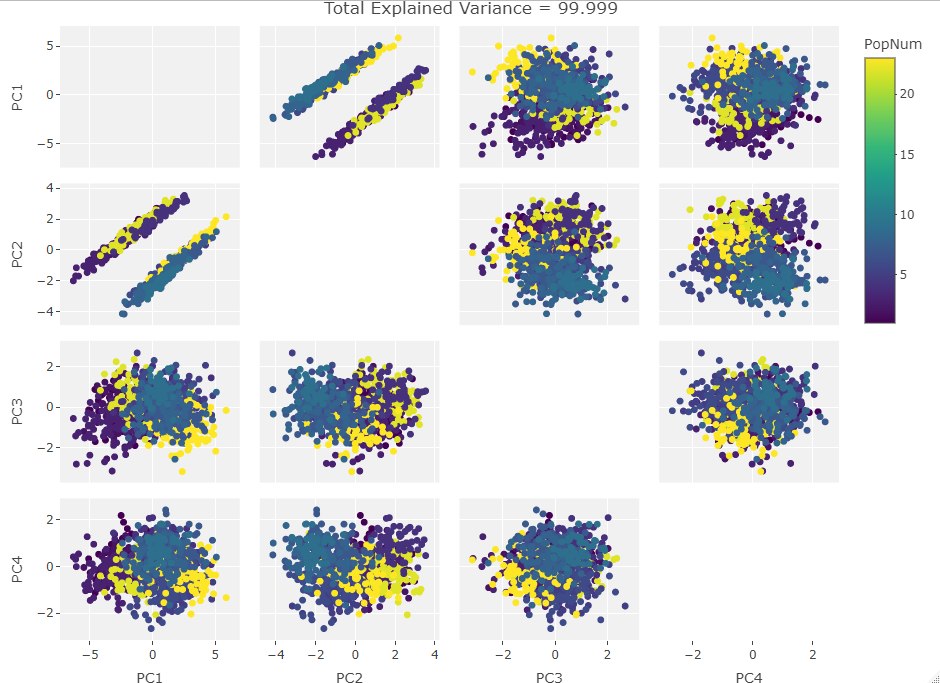 Total Explained Variance = 99.999
PopNum
5
0
−5
PC1
20
15
10
5
4
2
0
−2
−4
PC2
2
0
−2
PC3
2
0
−2
PC4
−5 0 5 −4 −2 0 2 4 −2 0 2 −2 0 2
PC1 PC2 PC3 PC4